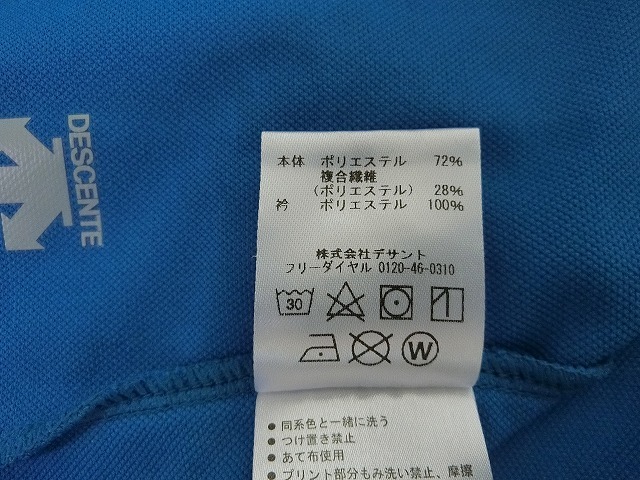 DESCENTE
本体 ポリエステル 72%
複合繊維
(ポリエステル) 28%
衿 ポリエステル 100%
株式会社デサント
フリーダイヤル 0120-46-0310
30
W
● 同系色と一緒に洗う
● つけ置き禁止
● あて布使用
● プリント部分もみ洗い禁止、摩擦